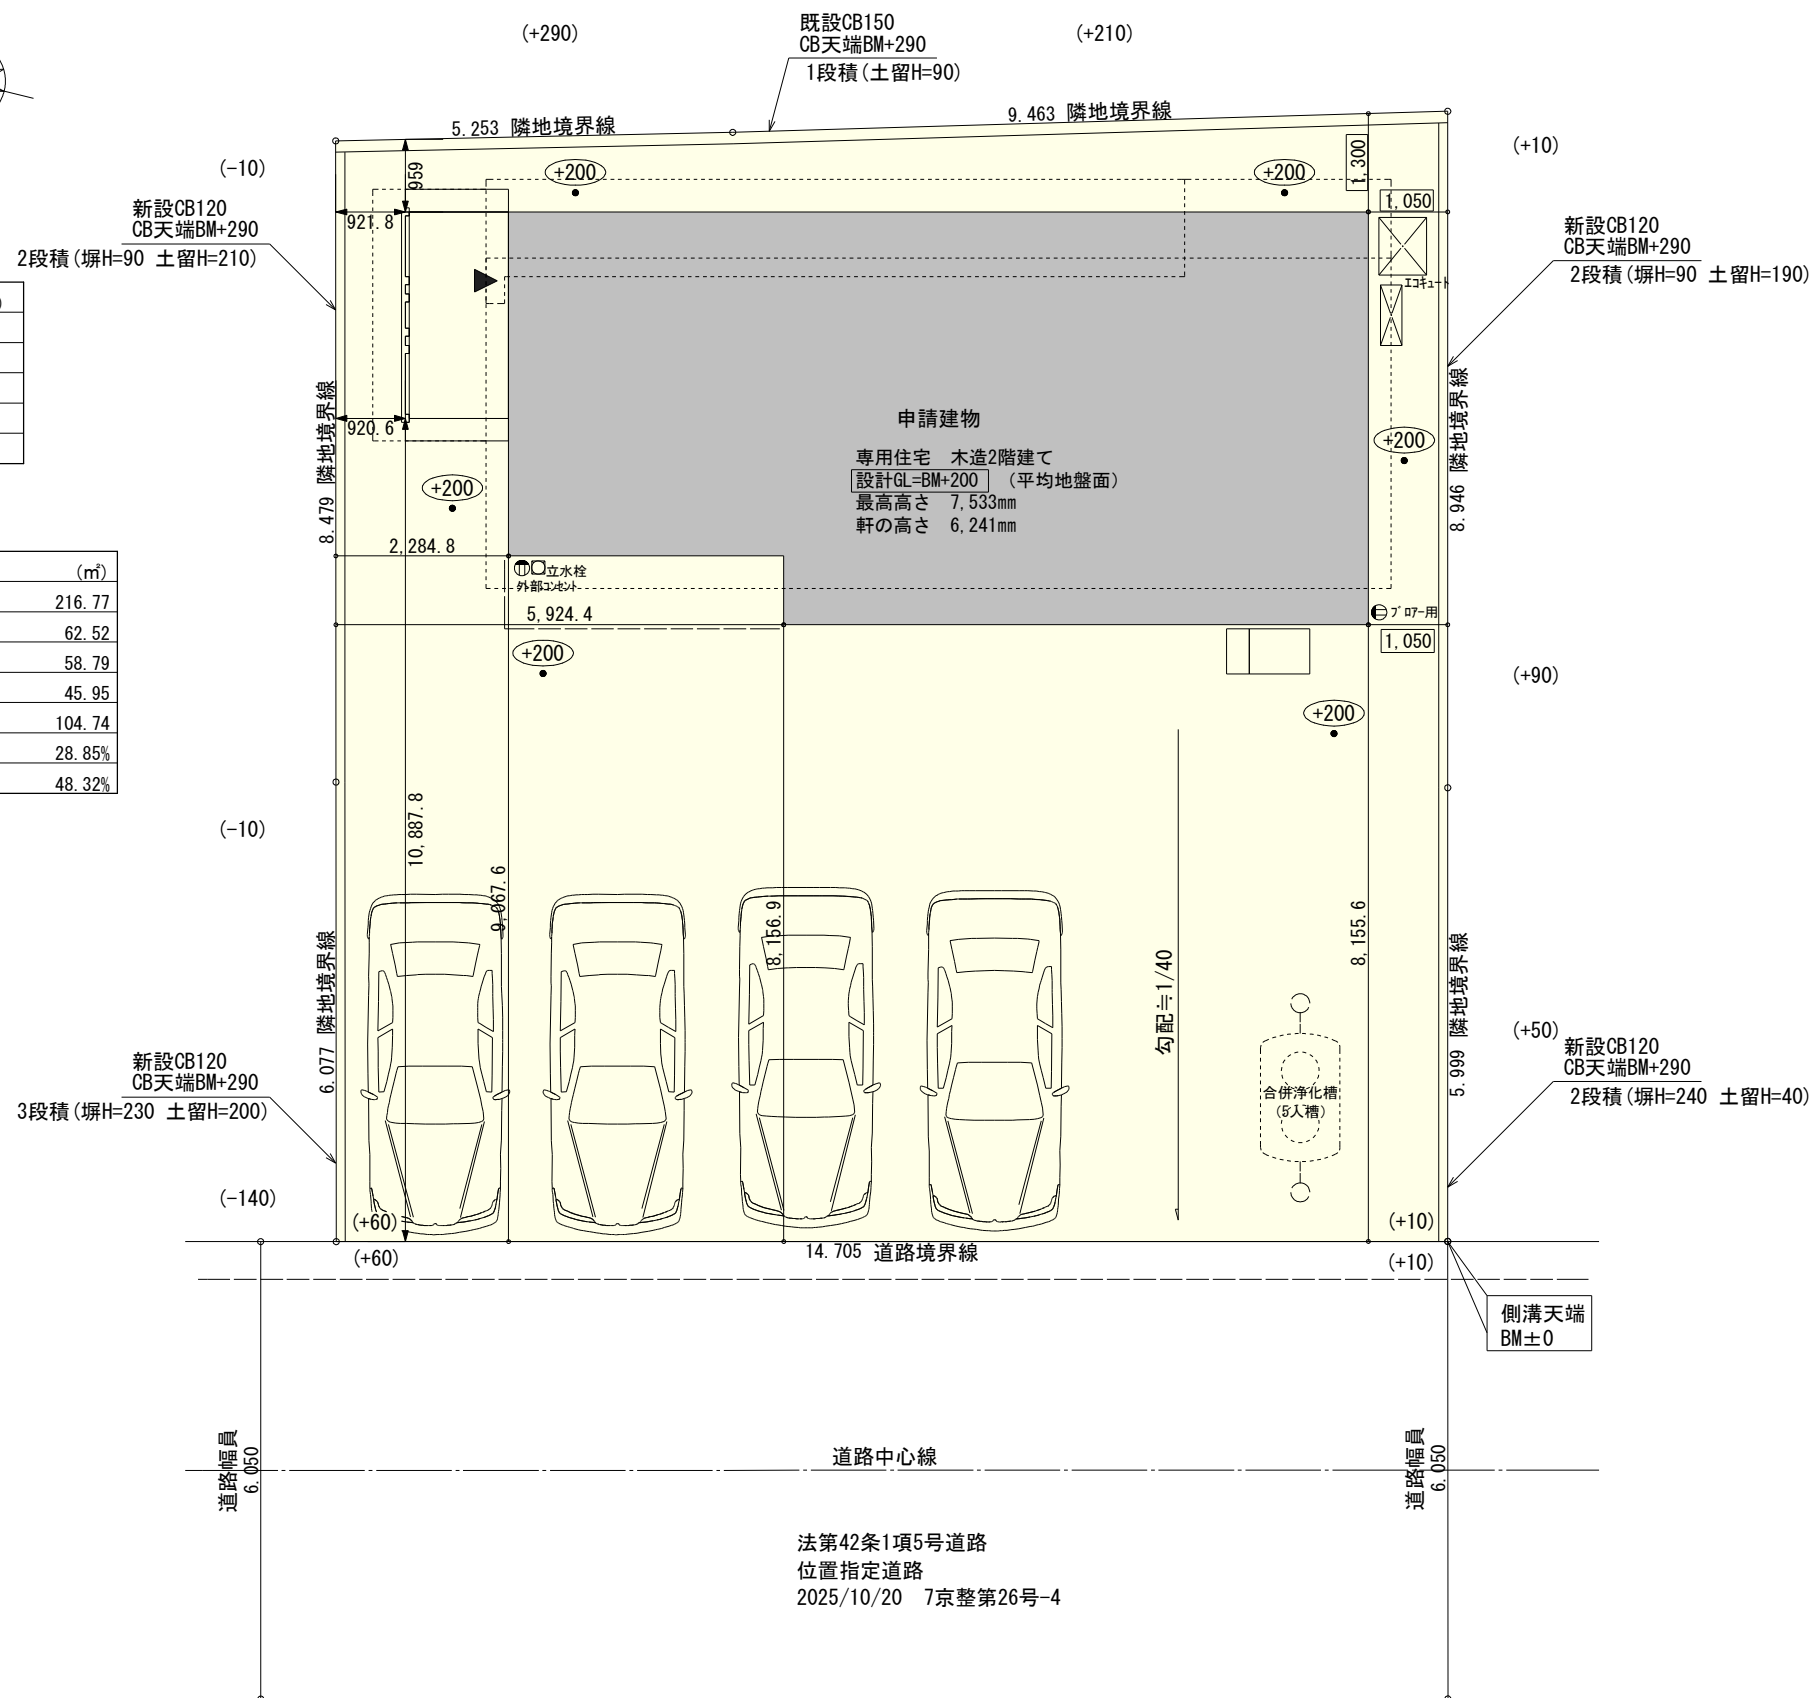 (+290)
(+210)
既設CB150
CB天端BM+290
1段積(土留H=90)
5.253 隣地境界線
9.463 隣地境界線
(-10)
(+10)
959
1,300
+200
+200
1,050
921.8
新設CB120
CB天端BM+290
2段積(塀H=90 土留H=210)
新設CB120
CB天端BM+290
2段積(塀H=90 土留H=190)
エコキュート
8.479 隣地境界線
8.946 隣地境界線
920.6
申請建物
専用住宅 木造2階建て
設計GL=BM+200 (平均地盤面)
最高高さ 7,533mm
軒の高さ 6,241mm
+200
+200
2,284.8
立水栓
外部コンセント
5,924.4
ブロアー用
1,050
+200
+200
(㎡)
216.77
62.52
58.79
45.95
104.74
28.85%
48.32%
(+90)
(-10)
10,887.8
9,067.6
8,156.9
8,155.6
勾配≒1/40
6.077 隣地境界線
5.999 隣地境界線
(+50)
新設CB120
CB天端BM+290
3段積(塀H=230 土留H=200)
新設CB120
CB天端BM+290
2段積(塀H=240 土留H=40)
合併浄化槽
(5人槽)
(-140)
(+60)
(+10)
(+60)
14.705 道路境界線
(+10)
側溝天端
BM±0
道路幅員
6.050
道路中心線
道路幅員
6.050
法第42条1項5号道路
位置指定道路
2025/10/20 7京整第26号-4